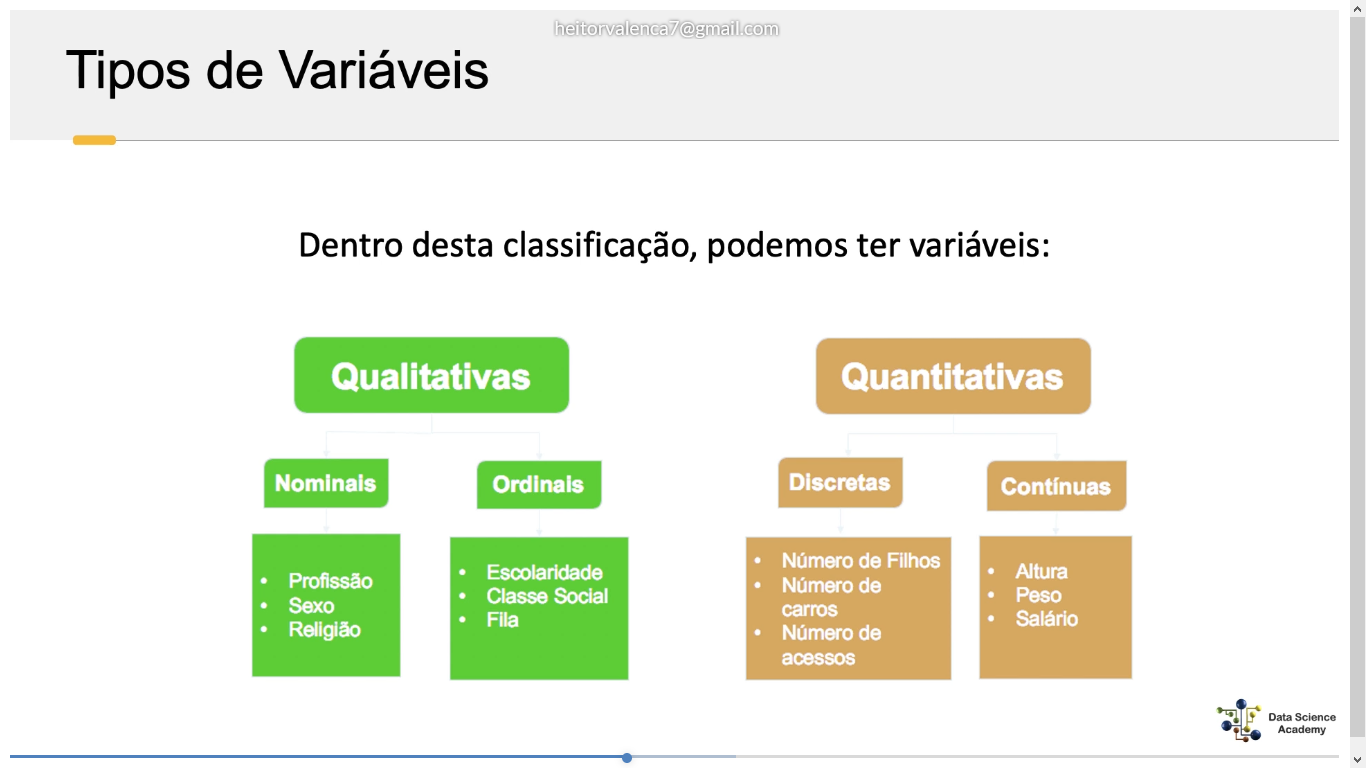 heitorvalenca7@gmail.com
Tipos de Variáveis
Dentro desta classificação, podemos ter variáveis:
Qualitativas
Quantitativas
Nominais
Ordinais
Discretas
Contínuas
• Profissão
• Sexo
• Religião
• Escolaridade
• Classe Social
• Fila
• Número de Filhos
• Número de
carros
• Número de
acessos
• Altura
• Peso
• Salário
Data Science
Academy